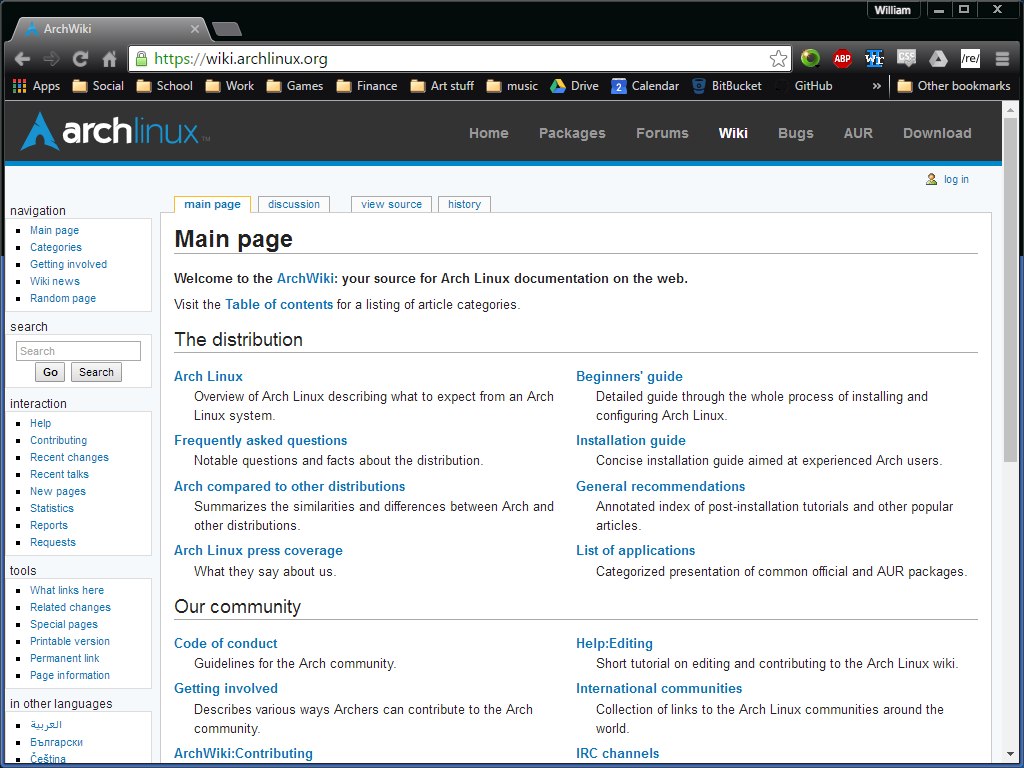 William
ArchWiki
https://wiki.archlinux.org
ABP
CSS
/re/
Apps Social School Work Games Finance Art stuff music Drive 2 Calendar BitBucket GitHub » Other bookmarks
archlinux™ Home Packages Forums Wiki Bugs AUR Download
log in
main page discussion view source history
navigation
Main page
Categories
Getting involved
Wiki news
Random page
search
Search
Go Search
interaction
Help
Contributing
Recent changes
Recent talks
New pages
Statistics
Reports
Requests
tools
What links here
Related changes
Special pages
Printable version
Permanent link
Page information
in other languages
العربية
Български
Čeština
Main page
Welcome to the ArchWiki: your source for Arch Linux documentation on the web.
Visit the Table of contents for a listing of article categories.
The distribution
Arch Linux
Overview of Arch Linux describing what to expect from an Arch
Linux system.
Frequently asked questions
Notable questions and facts about the distribution.
Arch compared to other distributions
Summarizes the similarities and differences between Arch and
other distributions.
Arch Linux press coverage
What they say about us.
Beginners' guide
Detailed guide through the whole process of installing and
configuring Arch Linux.
Installation guide
Concise installation guide aimed at experienced Arch users.
General recommendations
Annotated index of post-installation tutorials and other popular
articles.
List of applications
Categorized presentation of common official and AUR packages.
Our community
Code of conduct
Guidelines for the Arch community.
Getting involved
Describes various ways Archers can contribute to the Arch
community.
ArchWiki:Contributing
Help:Editing
Short tutorial on editing and contributing to the Arch Linux wiki.
International communities
Collection of links to the Arch Linux communities around the
world.
IRC channels